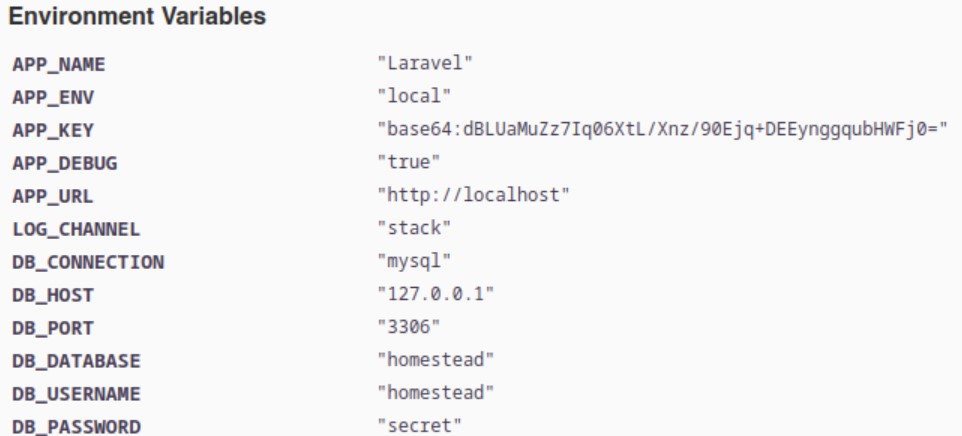 Environment Variables
APP_NAME "Laravel"
APP_ENV "local"
APP_KEY "base64:dBLUaMuZz7Iq06XtL/Xnz/90Ejq+DEEynggqubHWFj0="
APP_DEBUG "true"
APP_URL "http://localhost"
LOG_CHANNEL "stack"
DB_CONNECTION "mysql"
DB_HOST "127.0.0.1"
DB_PORT "3306"
DB_DATABASE "homestead"
DB_USERNAME "homestead"
DB_PASSWORD "secret"